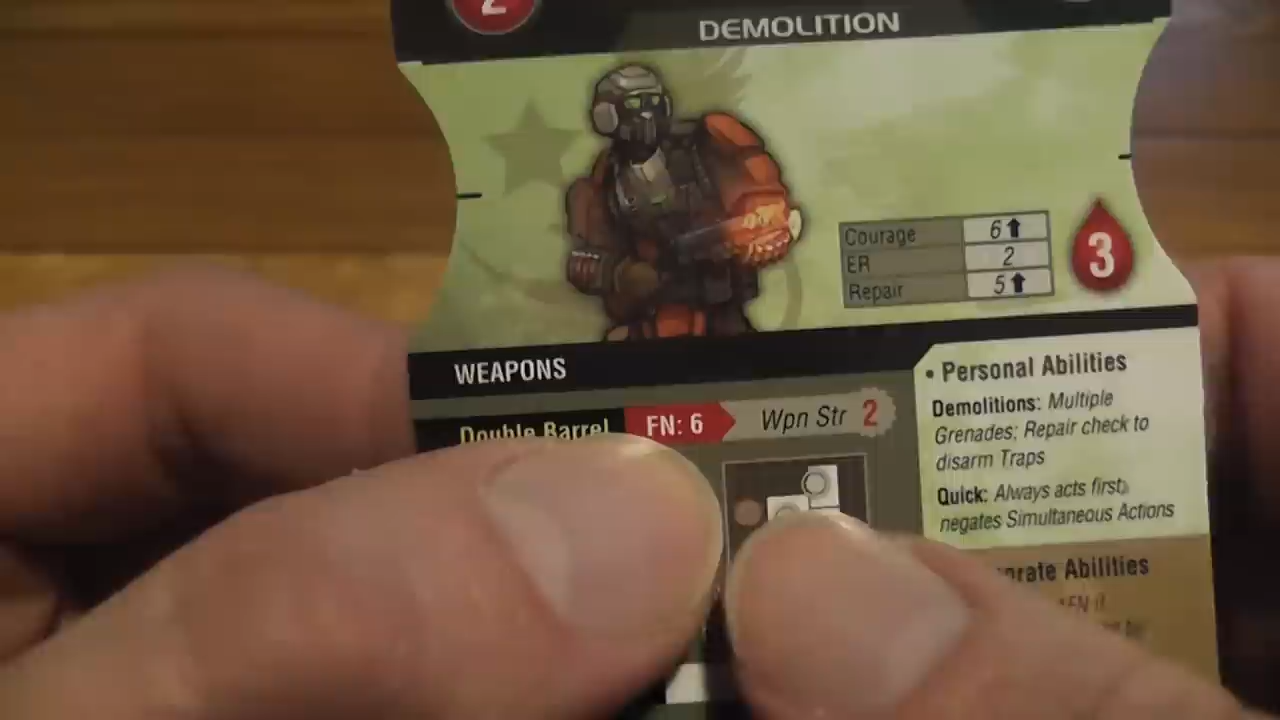 2
DEMOLITION
Courage 6
ER 2
Repair 5
3
WEAPONS
Double Barrel FN: 6 Wpn Str 2
• Personal Abilities
Demolitions: Multiple
Grenades; Repair check to
disarm Traps
Quick: Always acts first,
negates Simultaneous Actions
Abilities